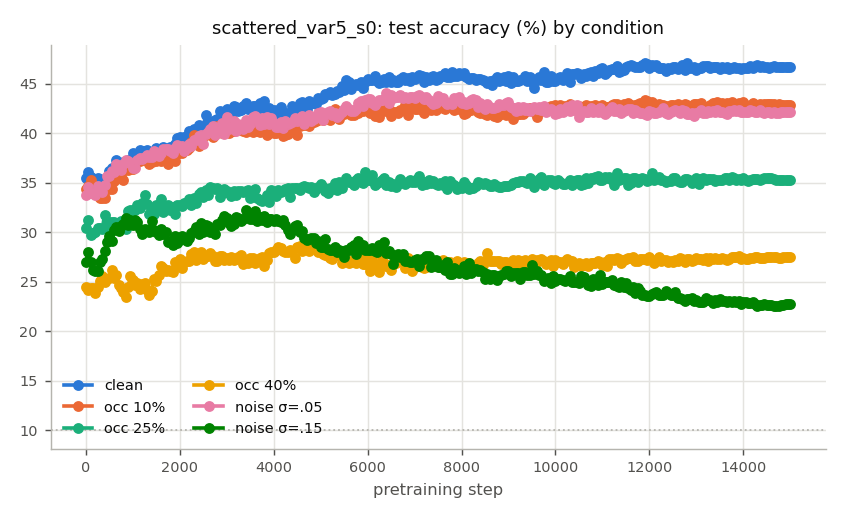 scattered_var5_s0: test accuracy (%) by condition
45
40
35
30
25
20
15
10
clean
occ 10%
occ 25%
occ 40%
noise σ=.05
noise σ=.15
0 2000 4000 6000 8000 10000 12000 14000
pretraining step